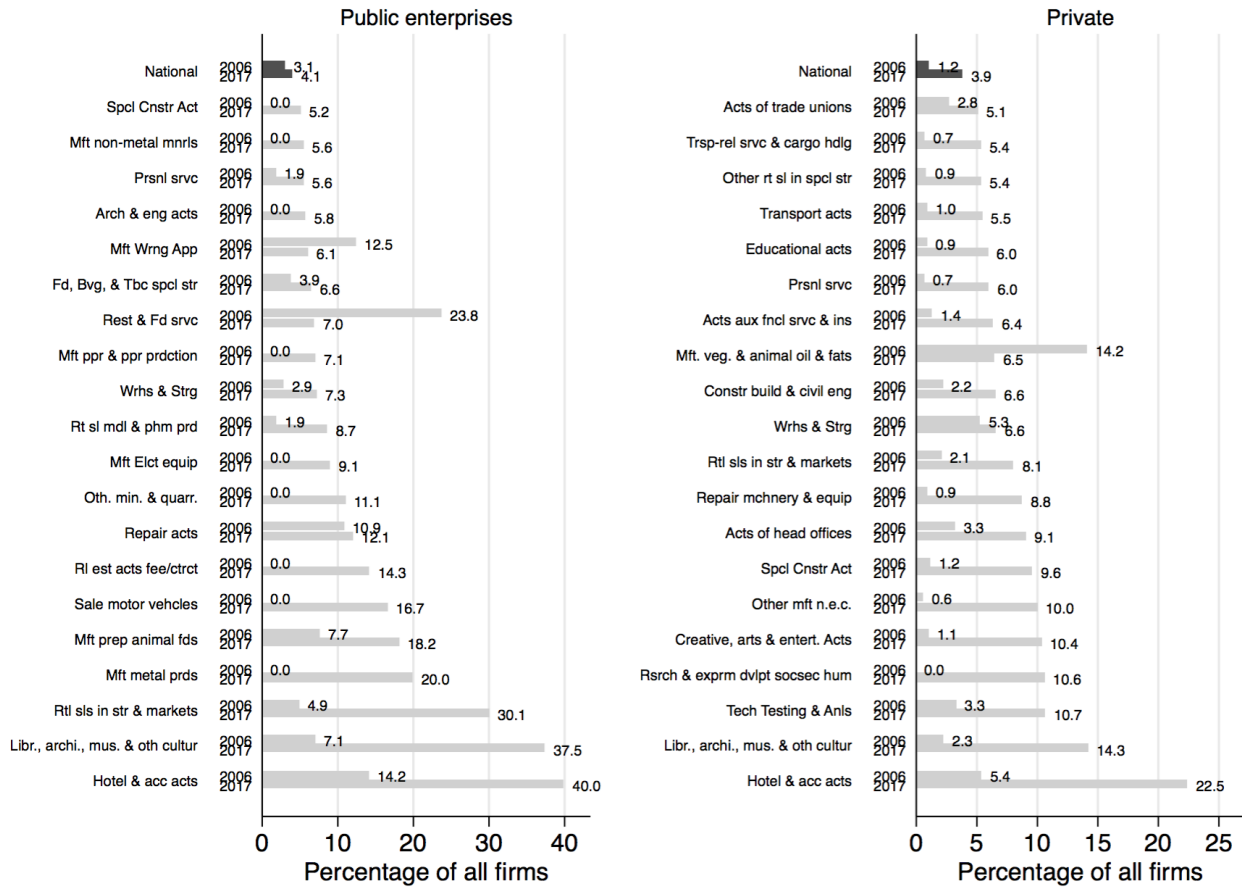 Public enterprises
National 2006 3.1
2017 4.1
Spcl Cnstr Act 2006 0.0
2017 5.2
Mft non-metal mnrls 2006 0.0
2017 5.6
Prsnl srvc 2006 1.9
2017 5.6
Arch & eng acts 2006 0.0
2017 5.8
Mft Wrng App 2006 12.5
2017 6.1
Fd, Bvg, & Tbc spcl str 2006 3.9
2017 6.6
Rest & Fd srvc 2006 23.8
2017 7.0
Mft ppr & ppr prdction 2006 0.0
2017 7.1
Wrhs & Strg 2006 2.9
2017 7.3
Rt sl mdl & phm prd 2006 1.9
2017 8.7
Mft Elct equip 2006 0.0
2017 9.1
Oth. min. & quarr. 2006 0.0
2017 11.1
Repair acts 2006 10.9
2017 12.1
Rl est acts fee/ctrct 2006 0.0
2017 14.3
Sale motor vehcles 2006 0.0
2017 16.7
Mft prep animal fds 2006 7.7
2017 18.2
Mft metal prds 2006 0.0
2017 20.0
Rtl sls in str & markets 2006 4.9
2017 30.1
Libr., archi., mus. & oth cultur 2006 7.1
2017 37.5
Hotel & acc acts 2006 14.2
2017 40.0
0 10 20 30 40
Percentage of all firms
Private
National 2006 1.2
2017 3.9
Acts of trade unions 2006 2.8
2017 5.1
Trsp-rel srvc & cargo hdlg 2006 0.7
2017 5.4
Other rt sl in spcl str 2006 0.9
2017 5.4
Transport acts 2006 1.0
2017 5.5
Educational acts 2006 0.9
2017 6.0
Prsnl srvc 2006 0.7
2017 6.0
Acts aux fncl srvc & ins 2006 1.4
2017 6.4
Mft. veg. & animal oil & fats 2006 14.2
2017 6.5
Constr build & civil eng 2006 2.2
2017 6.6
Wrhs & Strg 2006 5.3
2017 6.6
Rtl sls in str & markets 2006 2.1
2017 8.1
Repair mchnery & equip 2006 0.9
2017 8.8
Acts of head offices 2006 3.3
2017 9.1
Spcl Cnstr Act 2006 1.2
2017 9.6
Other mft n.e.c. 2006 0.6
2017 10.0
Creative, arts & entert. Acts 2006 1.1
2017 10.4
Rsrch & exprm dvlpt socsec hum 2006 0.0
2017 10.6
Tech Testing & Anls 2006 3.3
2017 10.7
Libr., archi., mus. & oth cultur 2006 2.3
2017 14.3
Hotel & acc acts 2006 5.4
2017 22.5
0 5 10 15 20 25
Percentage of all firms